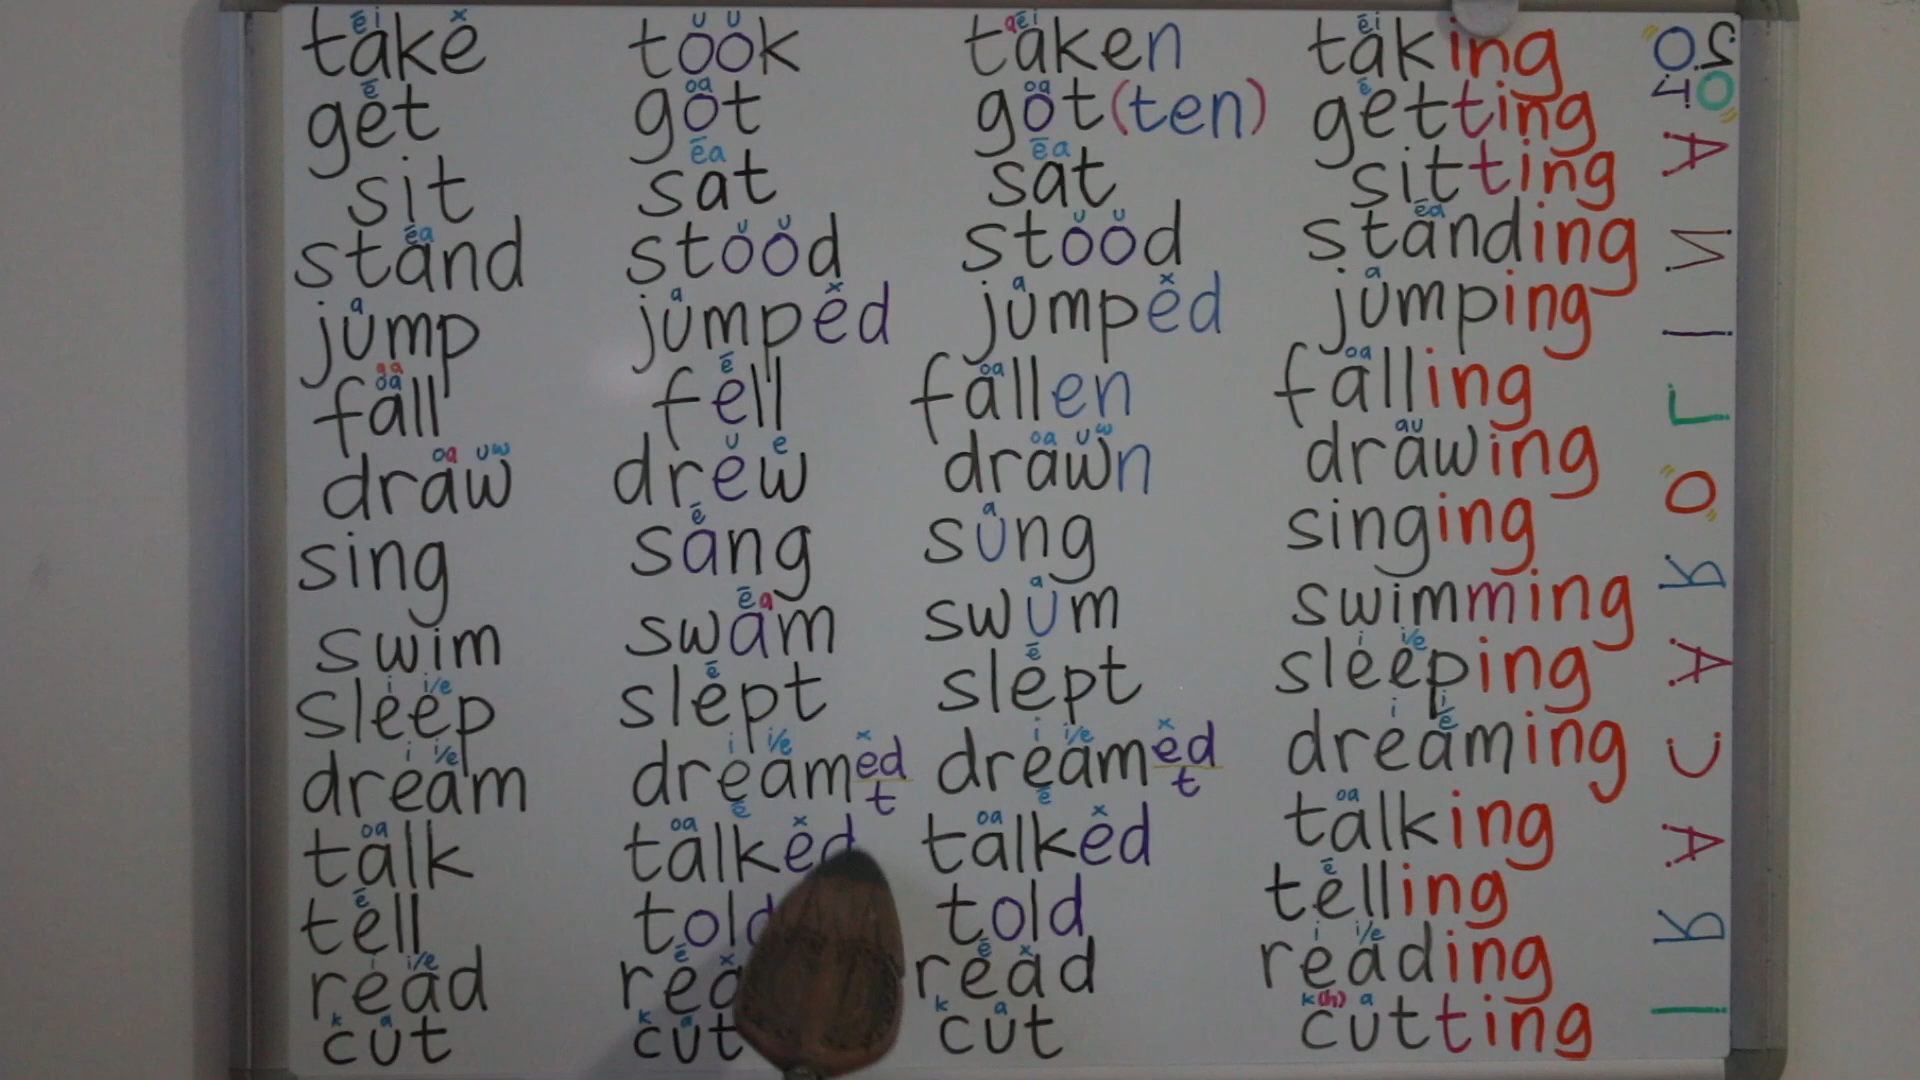 take took taken taking
get got got(ten) getting
sit sat sat sitting
stand stood stood standing
jump jumped jumped jumping
fall fell fallen falling
draw drew drawn drawing
sing sang sung singing
swim swam swum swimming
sleep slept slept sleeping
dream dreamed/t dreamed/t dreaming
talk talked talked talking
tell told told telling
read read reading
cut cut cut cutting